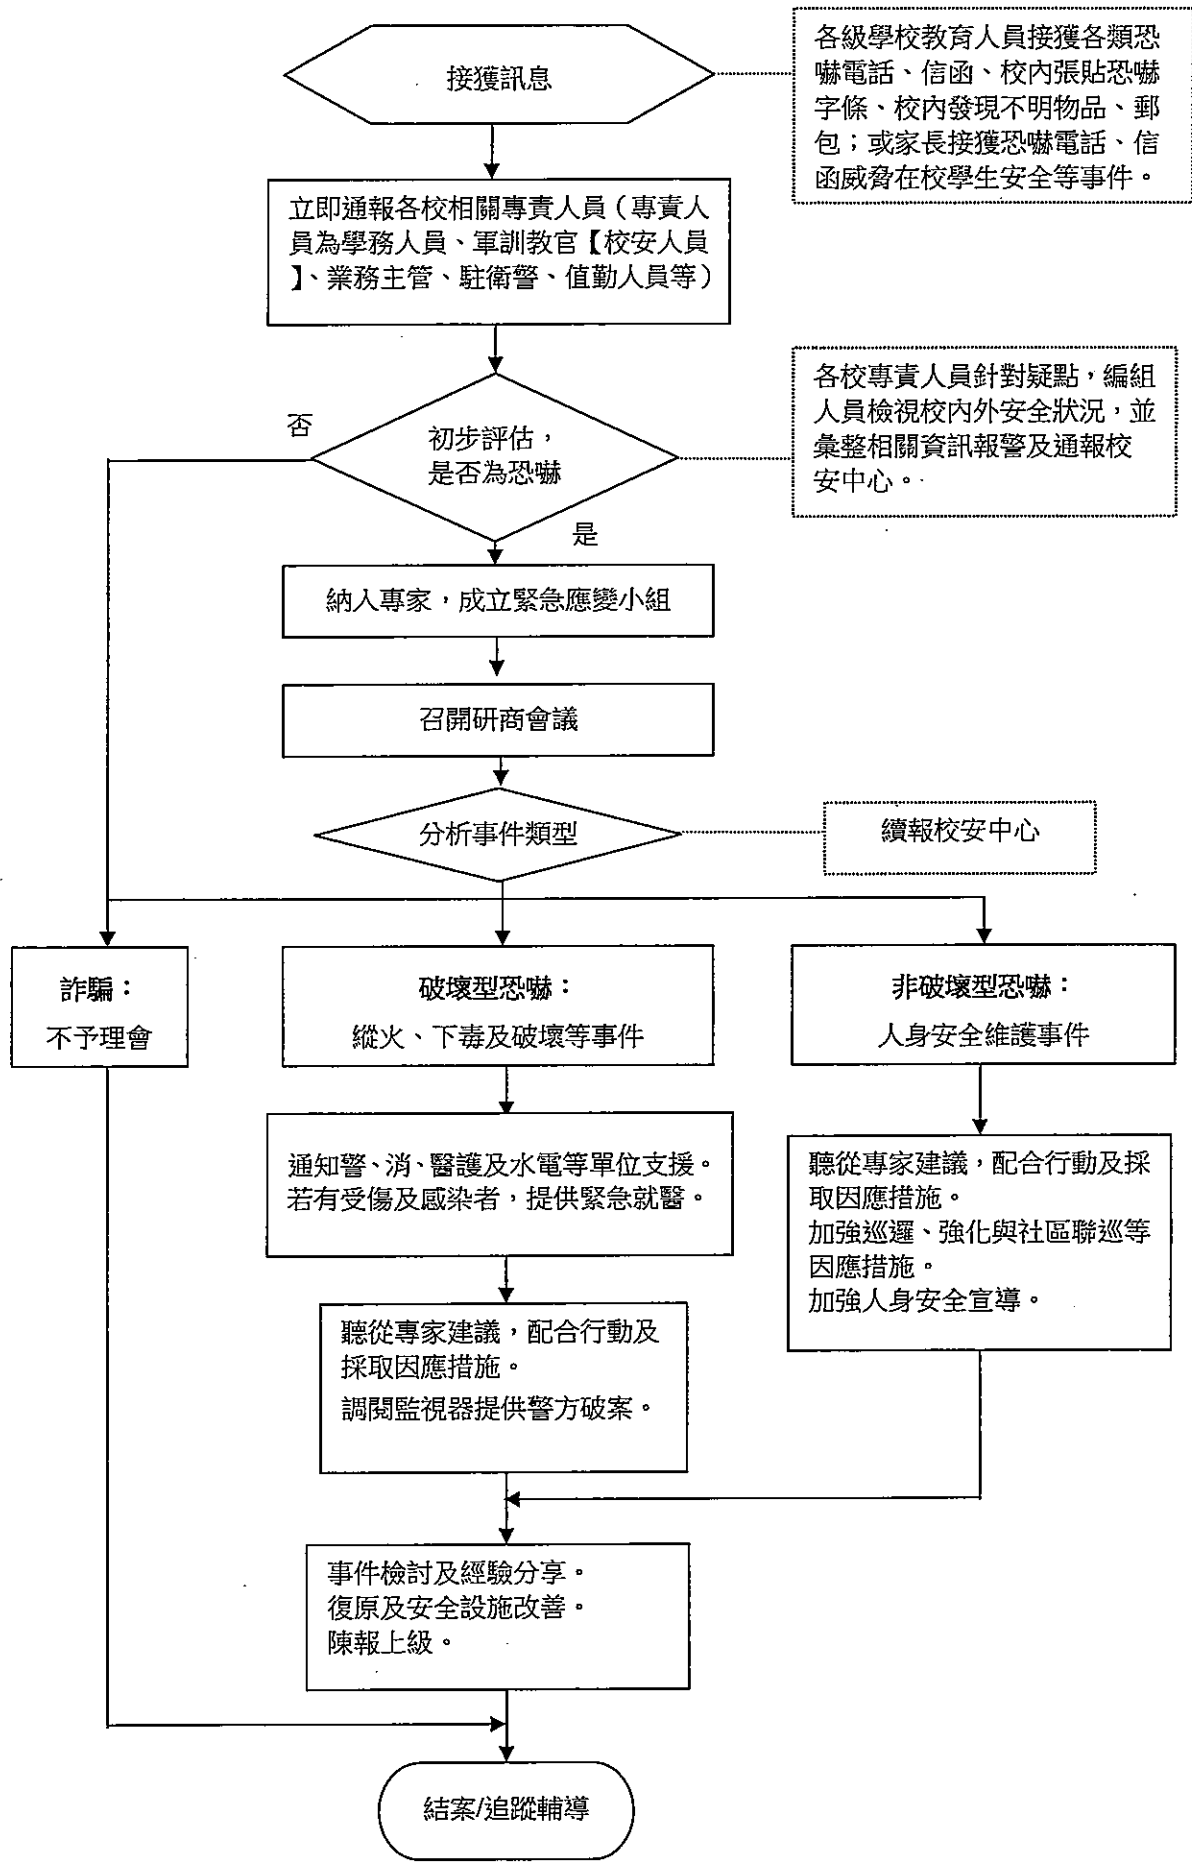 接獲訊息
各級學校教育人員接獲各類恐
嚇電話、信函、校內張貼恐嚇
字條、校內發現不明物品、郵
包；或家長接獲恐嚇電話、信
函威脅在校學生安全等事件。
立即通報各校相關專責人員（專責人
員為學務人員、軍訓教官【校安人員
】、業務主管、駐衛警、值勤人員等）
初步評估，
是否為恐嚇
否
是
各校專責人員針對疑點，編組
人員檢視校內外安全狀況，並
彙整相關資訊報警及通報校
安中心。
納入專家，成立緊急應變小組
召開研商會議
分析事件類型
續報校安中心
詐騙：
不予理會
破壞型恐嚇：
縱火、下毒及破壞等事件
非破壞型恐嚇：
人身安全維護事件
通知警、消、醫護及水電等單位支援。
若有受傷及感染者，提供緊急就醫。
聽從專家建議，配合行動及採
取因應措施。
加強巡邏、強化與社區聯巡等
因應措施。
加強人身安全宣導。
聽從專家建議，配合行動及
採取因應措施。
調閱監視器提供警方破案。
事件檢討及經驗分享。
復原及安全設施改善。
陳報上級。
結案/追蹤輔導